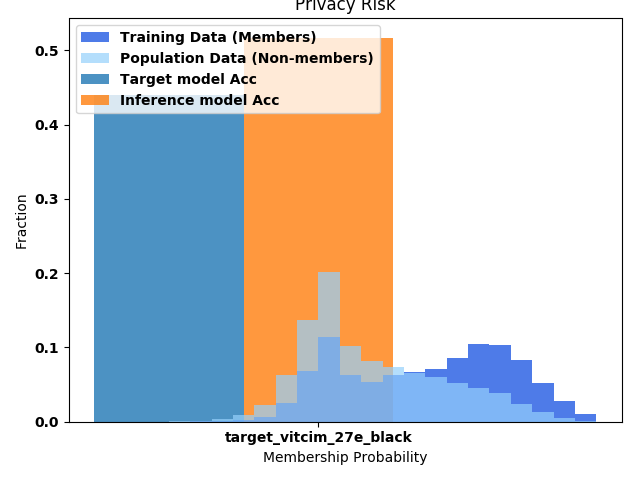 Privacy Risk
Training Data (Members)
Population Data (Non-members)
Target model Acc
Inference model Acc
0.5
0.4
0.3
0.2
0.1
0.0
Fraction
target_vitcim_27e_black
Membership Probability